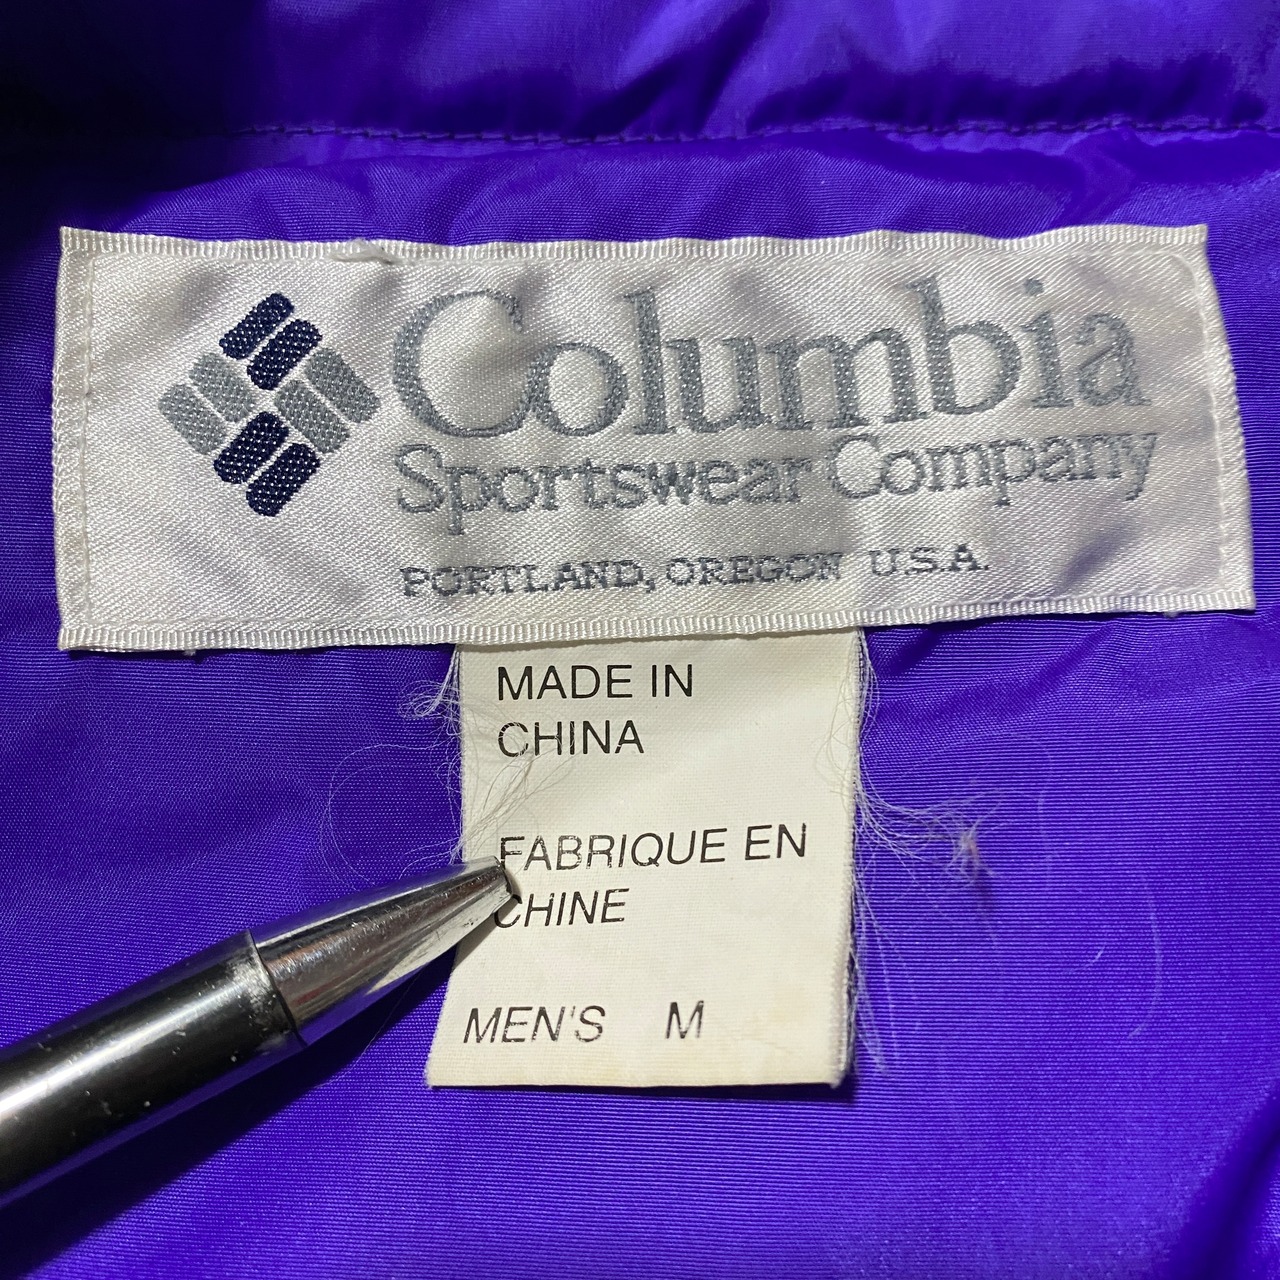 Columbia
Sportswear Company
PORTLAND, OREGON U.S.A.
MADE IN
CHINA
FABRIQUE EN
CHINE
MEN'S M